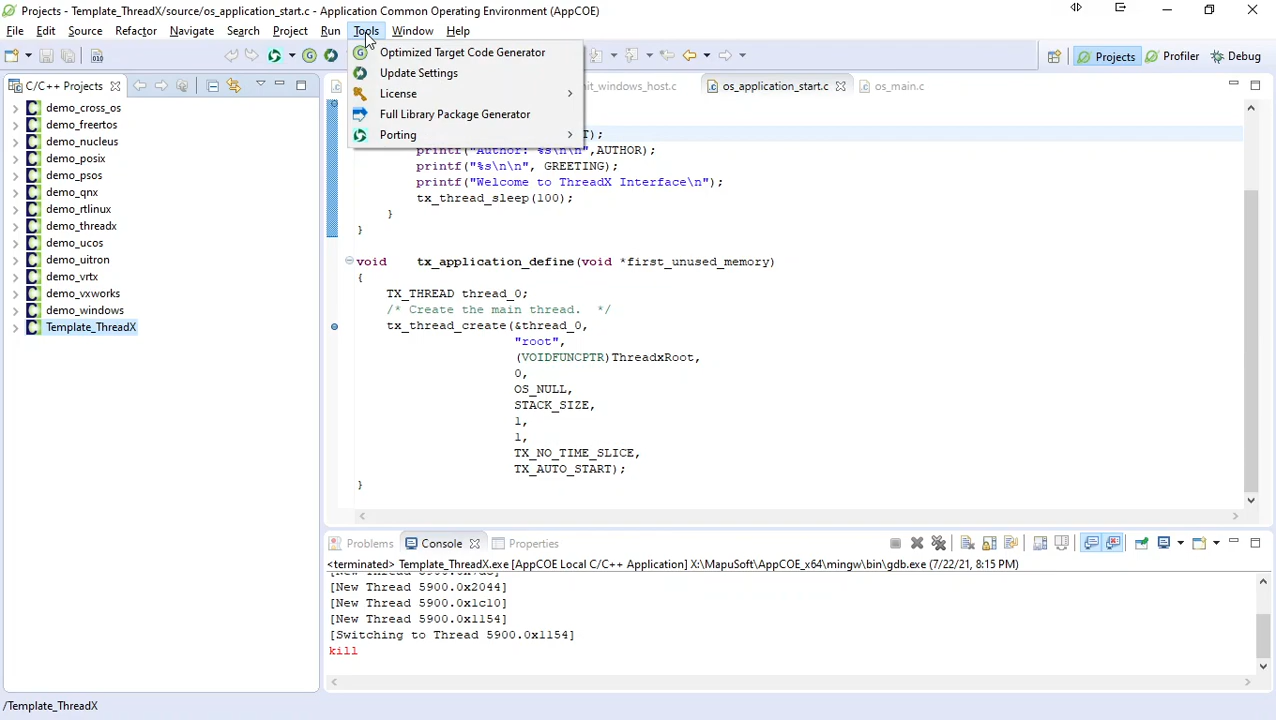 Projects - Template_ThreadX/source/os_application_start.c - Application Common Operating Environment (AppCOE)
File Edit Source Refactor Navigate Search Project Run Tools Window Help
Optimized Target Code Generator
Update Settings
License
Full Library Package Generator
Porting
Projects Profiler Debug
C/C++ Projects
nit_windows_host.c os_application_start.c os_main.c
demo_cross_os
demo_freertos
demo_nucleus
demo_posix
demo_psos
demo_qnx
demo_rtlinux
demo_threadx
demo_ucos
demo_uitron
demo_vrtx
demo_vxworks
demo_windows
Template_ThreadX
T);
printf("Author: %s\n\n",AUTHOR);
printf("%s\n\n", GREETING);
printf("Welcome to ThreadX Interface\n");
tx_thread_sleep(100);
}
}
void tx_application_define(void *first_unused_memory)
{
TX_THREAD thread_0;
/* Create the main thread. */
tx_thread_create(&thread_0,
"root",
(VOIDFUNCPTR)ThreadxRoot,
0,
OS_NULL,
STACK_SIZE,
1,
1,
TX_NO_TIME_SLICE,
TX_AUTO_START);
}
Problems Console Properties
<terminated> Template_ThreadX.exe [AppCOE Local C/C++ Application] X:\MapuSoft\AppCOE_x64\mingw\bin\gdb.exe (7/22/21, 8:15 PM)
[New Thread 5900.0x2044]
[New Thread 5900.0x1c10]
[New Thread 5900.0x1154]
[Switching to Thread 5900.0x1154]
kill
/Template_ThreadX